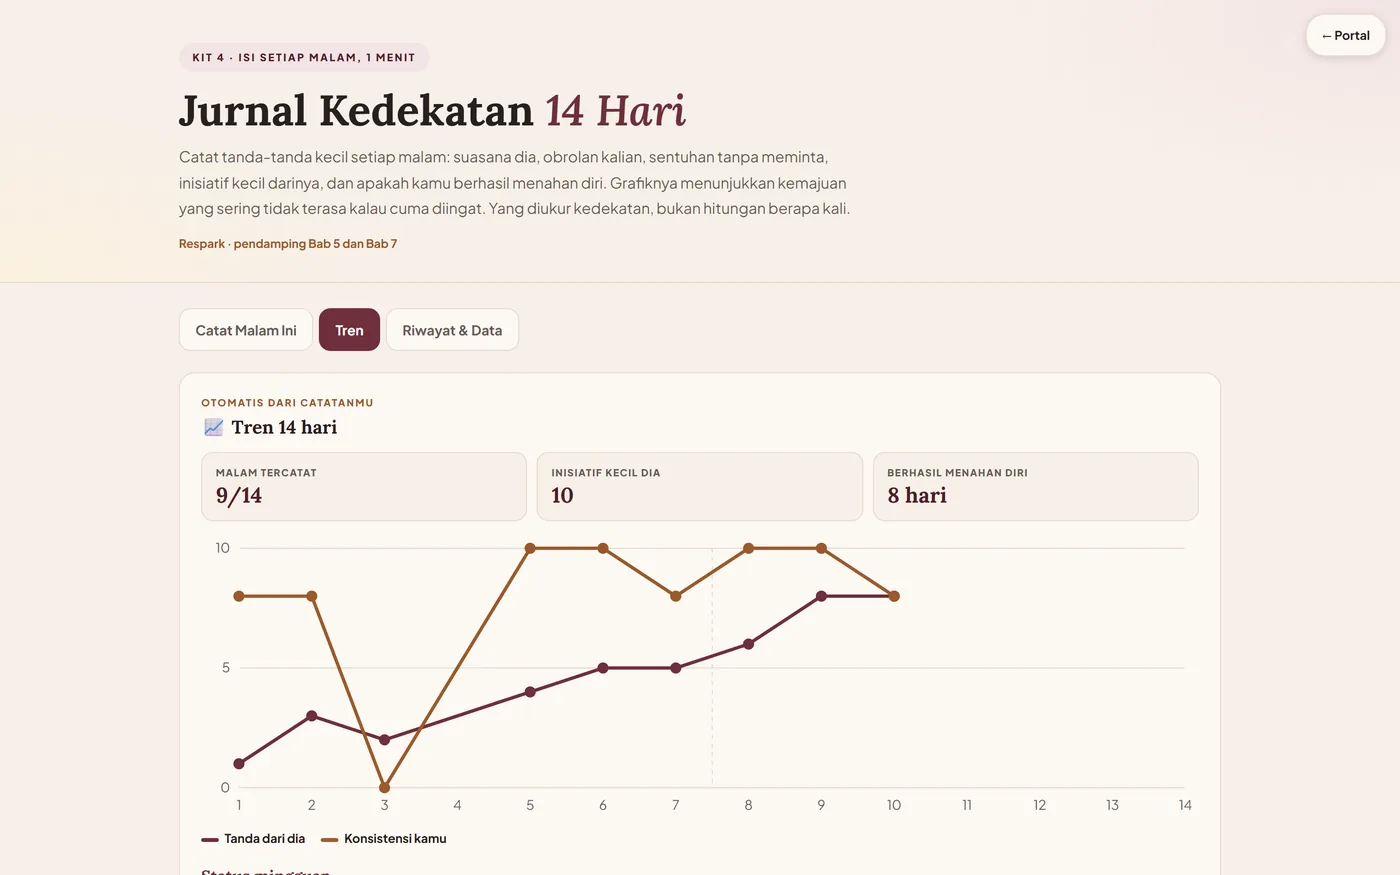 ← Portal
KIT 4 · ISI SETIAP MALAM, 1 MENIT
Jurnal Kedekatan 14 Hari
Catat tanda-tanda kecil setiap malam: suasana dia, obrolan kalian, sentuhan tanpa meminta,
inisiatif kecil darinya, dan apakah kamu berhasil menahan diri. Grafiknya menunjukkan kemajuan
yang sering tidak terasa kalau cuma diingat. Yang diukur kedekatan, bukan hitungan berapa kali.
Respark · pendamping Bab 5 dan Bab 7
Catat Malam Ini
Tren
Riwayat & Data
OTOMATIS DARI CATATANMU
Tren 14 hari
MALAM TERCATAT
9/14
INISIATIF KECIL DIA
10
BERHASIL MENAHAN DIRI
8 hari
10
5
0
1 2 3 4 5 6 7 8 9 10 11 12 13 14
Tanda dari dia
Konsistensi kamu
Status mingguan